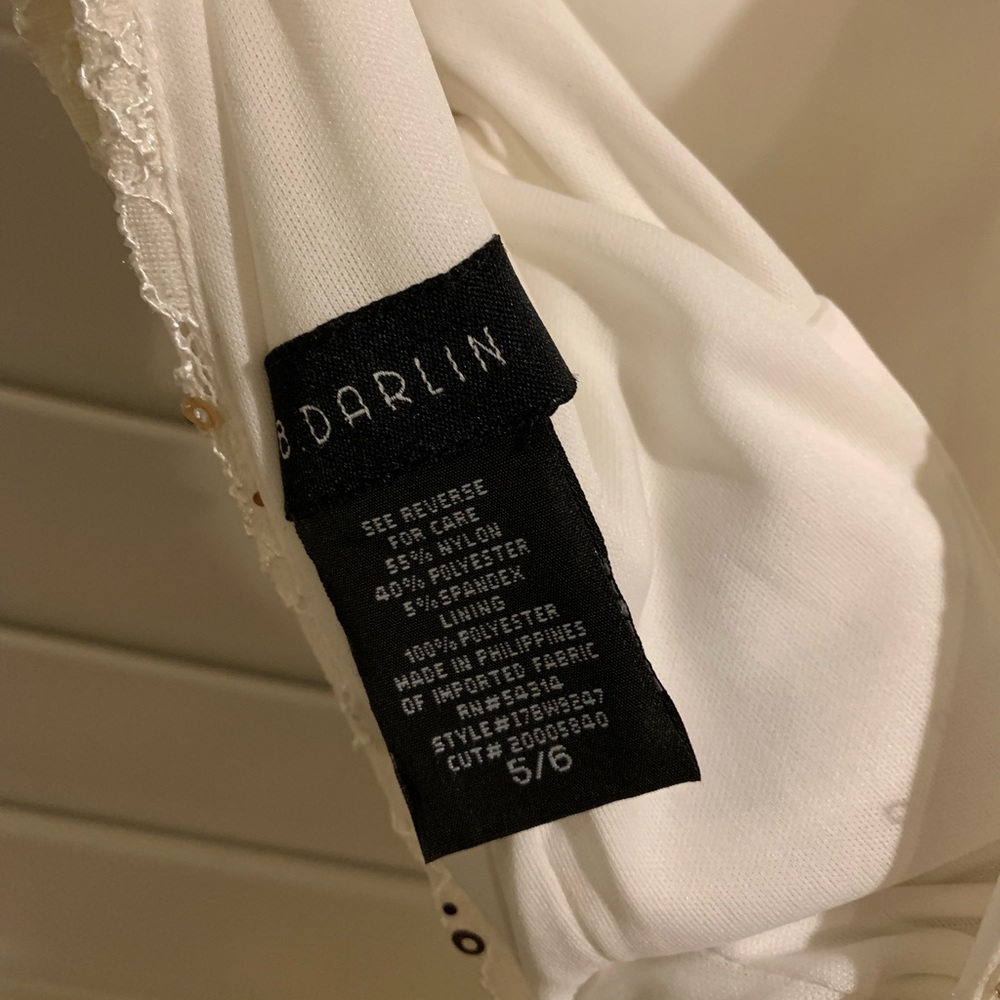 B.DARLIN
SEE REVERSE
FOR CARE
55% NYLON
40% POLYESTER
5% SPANDEX
LINING
100% POLYESTER
MADE IN PHILIPPINES
OF IMPORTED FABRIC
RN#54314
STYLE#17BW9247
CUT# 20005840
5/6